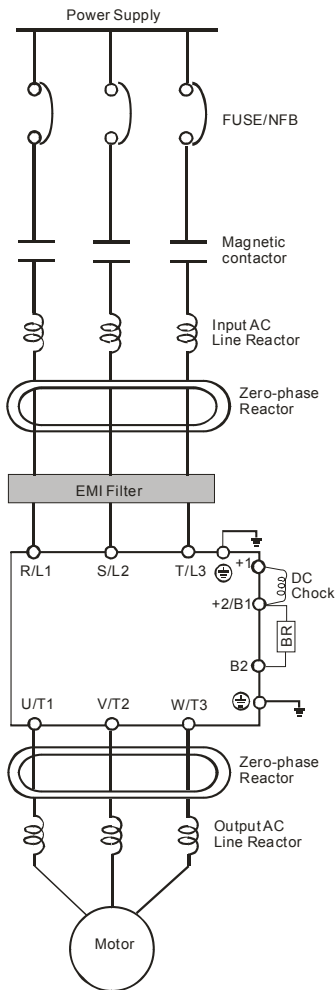 Power Supply
FUSE/NFB
Magnetic
contactor
Input AC
Line Reactor
Zero-phase
Reactor
EMI Filter
R/L1 S/L2 T/L3
+1
DC
Chock
+2/B1
BR
B2
U/T1 V/T2 W/T3
Zero-phase
Reactor
Output AC
Line Reactor
Motor